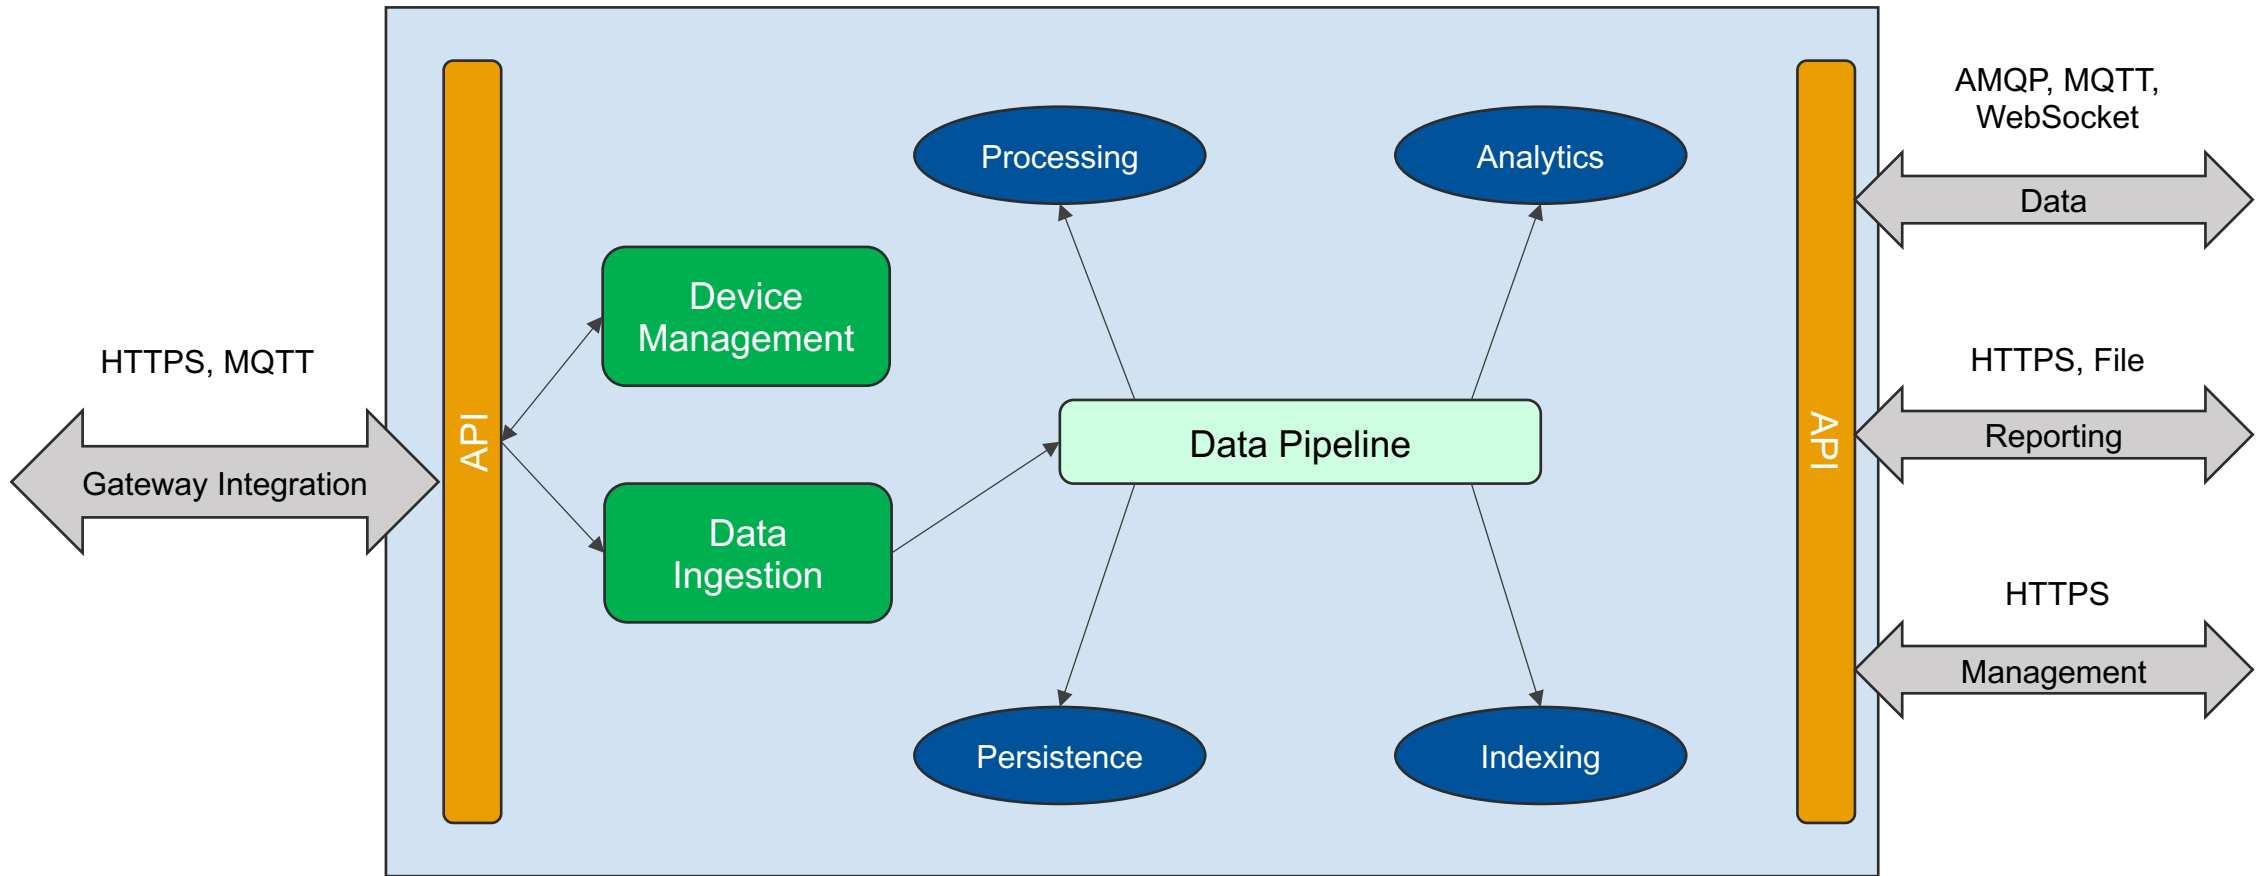 HTTPS, MQTT
Gateway Integration
API
Device
Management
Data
Ingestion
Processing
Analytics
Data Pipeline
Persistence
Indexing
API
AMQP, MQTT,
WebSocket
Data
HTTPS, File
Reporting
HTTPS
Management